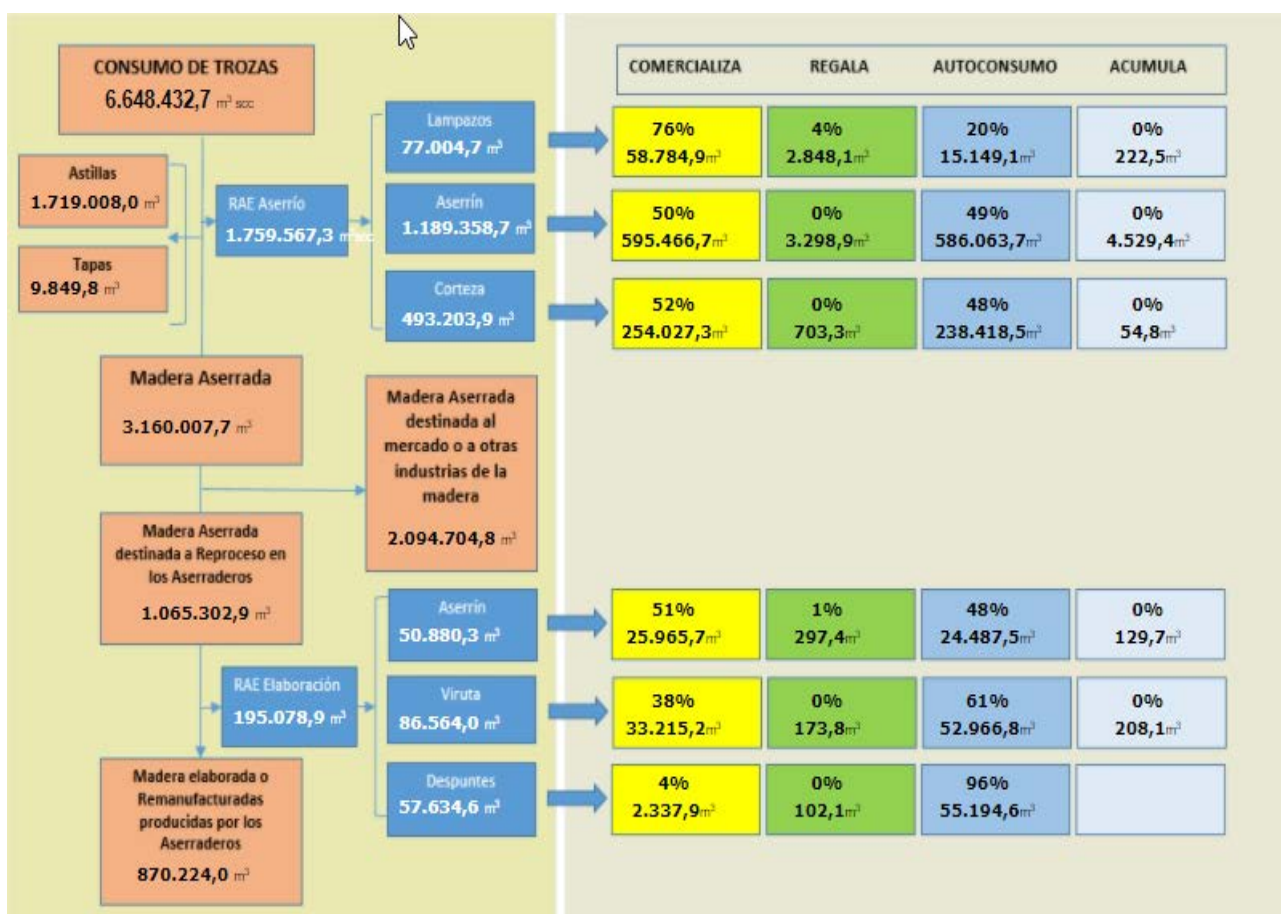 CONSUMO DE TROZAS
6.648.432,7 m³ scc
Astillas
1.719.008,0 m³
Tapas
9.849,8 m³
RAE Aserrío
1.759.567,3 m³scc
Lampazos
77.004,7 m³
Aserrín
1.189.358,7 m³
Corteza
493.203,9 m³
Madera Aserrada
3.160.007,7 m³
Madera Aserrada
destinada al
mercado o a otras
industrias de la
madera
2.094.704,8 m³
Madera Aserrada
destinada a Reproceso en
los Aserraderos
1.065.302,9 m³
RAE Elaboración
195.078,9 m³
Aserrín
50.880,3 m³
Viruta
86.564,0 m³
Despuntes
57.634,6 m³
Madera elaborada o
Remanufacturadas
producidas por los
Aserraderos
870.224,0 m³
COMERCIALIZA REGALA AUTOCONSUMO ACUMULA
76% 4% 20% 0%
58.784,9m³ 2.848,1m³ 15.149,1m³ 222,5m³
50% 0% 49% 0%
595.466,7m³ 3.298,9m³ 586.063,7m³ 4.529,4m³
52% 0% 48% 0%
254.027,3m³ 703,3m³ 238.418,5m³ 54,8m³
51% 1% 48% 0%
25.965,7m³ 297,4m³ 24.487,5m³ 129,7m³
38% 0% 61% 0%
33.215,2m³ 173,8m³ 52.966,8m³ 208,1m³
4% 0% 96%
2.337,9m³ 102,1m³ 55.194,6m³